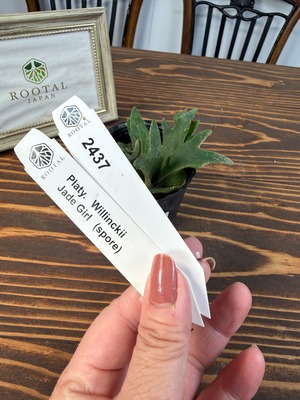 ROOTAL
JAPAN
ROOTAL
2437
ROOTAL
Platy. Willinckii
Jade Girl (spore)